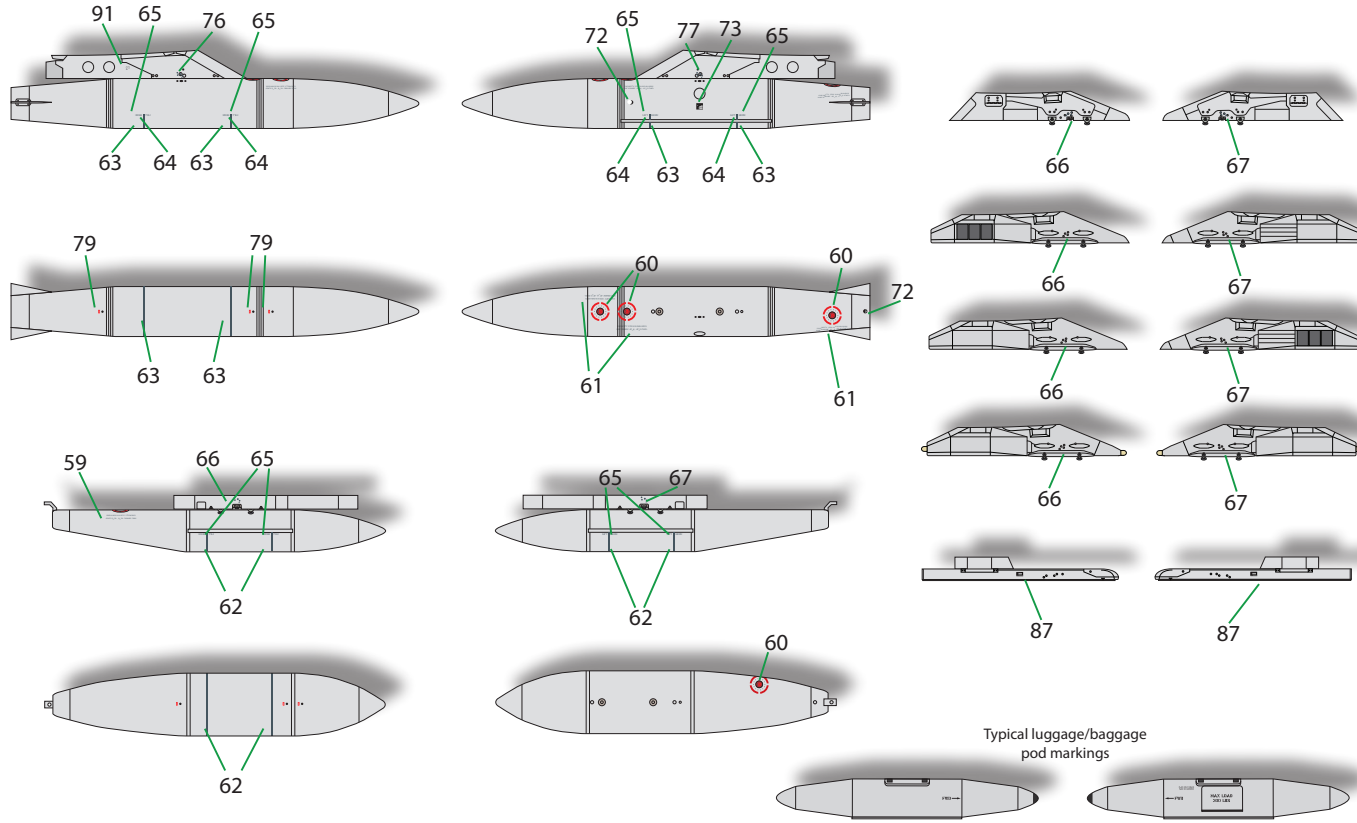 91 65 76 65
63 64 63 64
65 72 77 73 65
64 63 64 63
66 67
79 79
63 63
60 60 72
61 61
66 67
66 67
59 66 65
62
65 67
62
66 67
87 87
62
60
Typical luggage/baggage
pod markings
FWD
FWD
MAX. LOAD
300 LBS